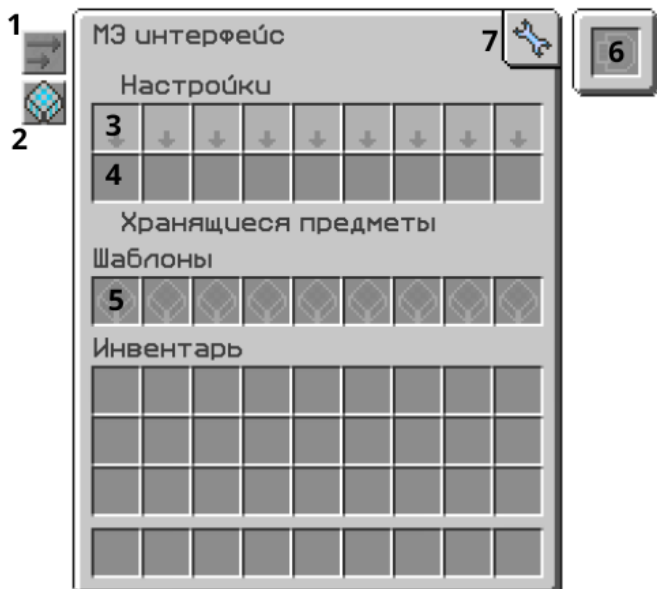 1
МЭ интерфейс
7
6
Настройки
2
3
4
Хранящиеся предметы
Шаблоны
5
Инвентарь